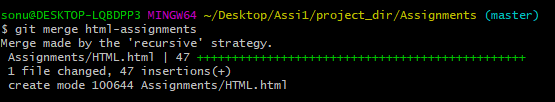 sonu@DESKTOP-LQBDPP3 MINGW64 ~/Desktop/Assi1/project_dir/Assignments (master)
$ git merge html-assignments
Merge made by the 'recursive' strategy.
 Assignments/HTML.html | 47 +++++++++++++++++++++++++++++++++++++++++++++++
 1 file changed, 47 insertions(+)
 create mode 100644 Assignments/HTML.html